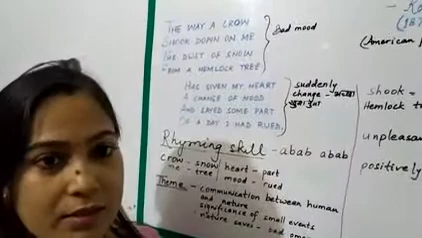 THE WAY A CROW
SHOOK DOWN ON ME
THE DUST OF SNOW
FROM A HEMLOCK TREE
Bad mood
HAS GIVEN MY HEART
A CHANGE OF MOOD
AND SAVED SOME PART
OF A DAY I HAD RUED,
suddenly
change -
Rhyming skill - abab abab
crow - snow heart - part
me - tree mood - rued
Theme - communication between human
and nature
significance of small events
nature saves - bad
(187
(American
shook =
Hemlock
unpleasan
positively